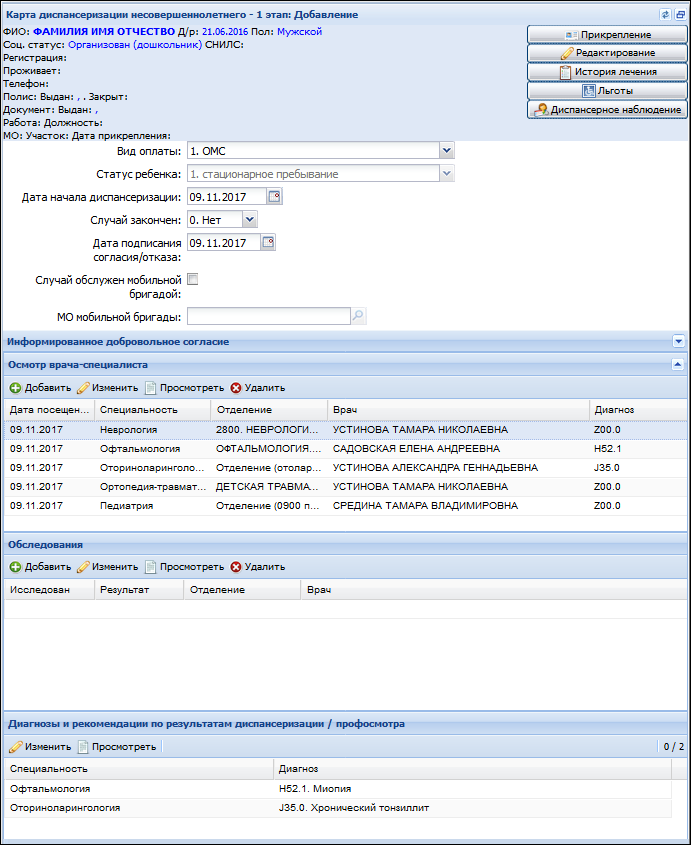 Карта диспансеризации несовершеннолетнего - 1 этап: Добавление
ФИО: ФАМИЛИЯ ИМЯ ОТЧЕСТВО Д/р: 21.06.2016 Пол: Мужской
Соц. статус: Организован (дошкольник) СНИЛС:
Регистрация:
Проживает:
Телефон:
Полис: Выдан: , . Закрыт:
Документ: Выдан: ,
Работа: Должность:
МО: Участок: Дата прикрепления:
Прикрепление
Редактирование
История лечения
Льготы
Диспансерное наблюдение
Вид оплаты: 1. ОМС
Статус ребенка: 1. стационарное пребывание
Дата начала диспансеризации: 09.11.2017
Случай закончен: 0. Нет
Дата подписания согласия/отказа: 09.11.2017
Случай обслужен мобильной бригадой:
МО мобильной бригады:
Информированное добровольное согласие
Осмотр врача-специалиста
Добавить Изменить Просмотреть Удалить
Дата посещен... Специальность Отделение Врач Диагноз
09.11.2017 Неврология 2800. НЕВРОЛОГИ... УСТИНОВА ТАМАРА НИКОЛАЕВНА Z00.0
09.11.2017 Офтальмология ОФТАЛЬМОЛОГИЯ... САДОВСКАЯ ЕЛЕНА АНДРЕЕВНА H52.1
09.11.2017 Оториноларинголо... Отделение (отолар... УСТИНОВА АЛЕКСАНДРА ГЕННАДЬЕВНА J35.0
09.11.2017 Ортопедия-травмат... ДЕТСКАЯ ТРАВМА... УСТИНОВА ТАМАРА НИКОЛАЕВНА Z00.0
09.11.2017 Педиатрия Отделение (0900 п... СРЕДИНА ТАМАРА ВЛАДИМИРОВНА Z00.0
Обследования
Добавить Изменить Просмотреть Удалить
Исследован Результат Отделение Врач
Диагнозы и рекомендации по результатам диспансеризации / профосмотра
Изменить Просмотреть 0 / 2
Специальность Диагноз
Офтальмология H52.1. Миопия
Оториноларингология J35.0. Хронический тонзиллит